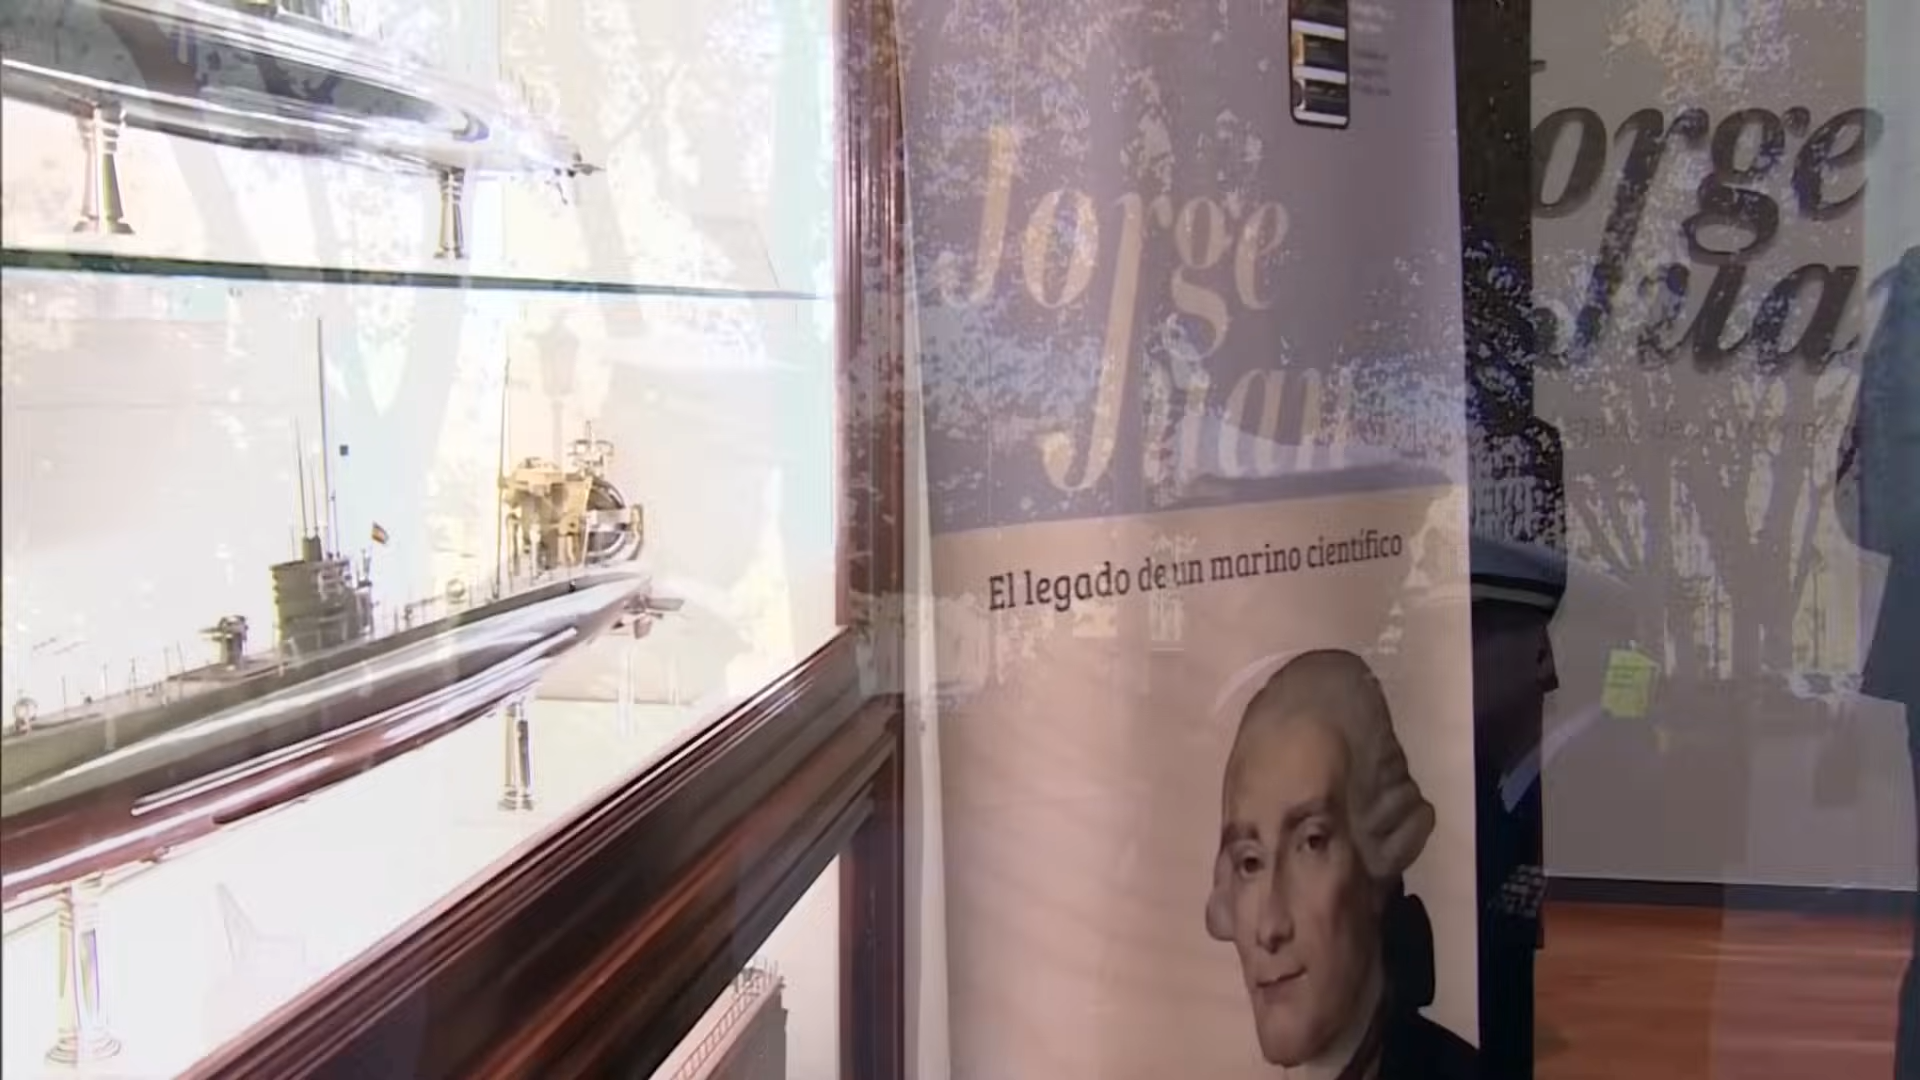 Jorge
Juan
El legado de un marino científico
orge
Jua